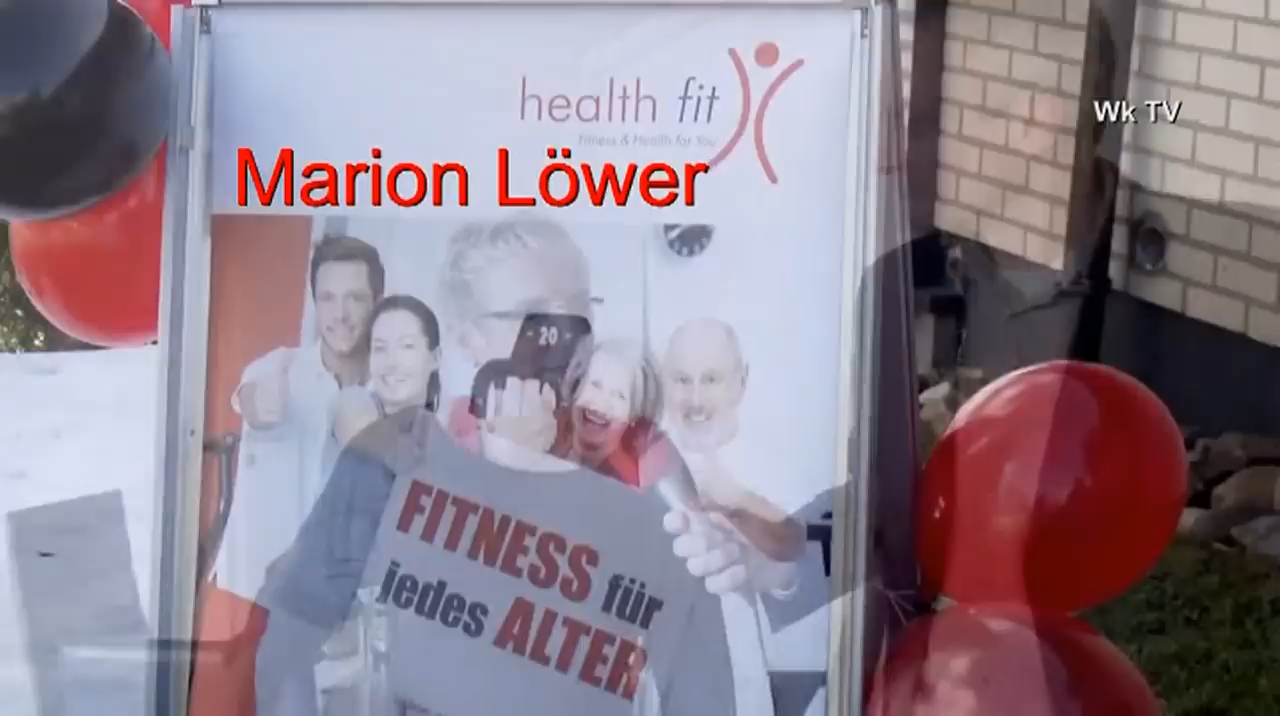 health fit
Fitness & Health for You
Wk TV
Marion Löwer
- 20 -
FITNESS für
jedes ALTER